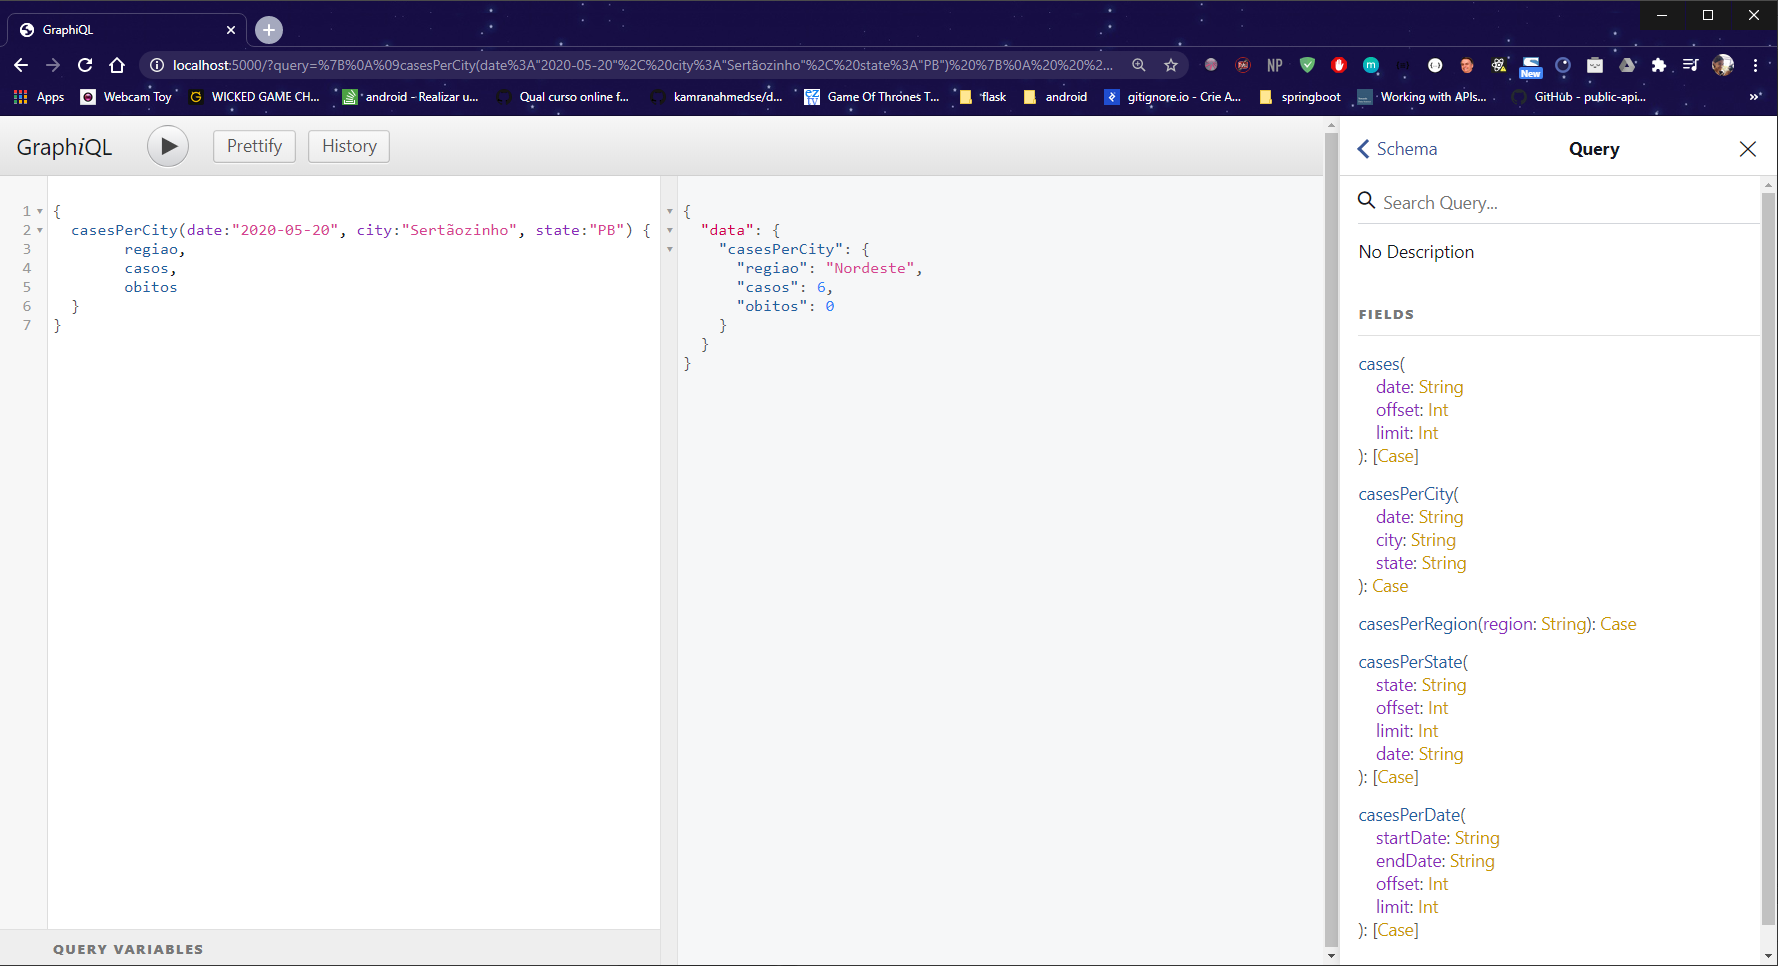 GraphiQL
localhost:5000/?query=%7B%0A%09casesPerCity(date%3A"2020-05-20"%2C%20city%3A"Sertãozinho"%2C%20state%3A"PB")%20%7B%0A%20%20%2...
NP
New
Apps
Webcam Toy
WICKED GAME CH...
android - Realizar u...
Qual curso online f...
kamranahmedse/d...
Game Of Thrones T...
flask
android
gitignore.io - Crie A...
springboot
Working with APIs...
GitHub - public-api...
»
GraphiQL
Prettify
History
1 {
2 casesPerCity(date:"2020-05-20", city:"Sertãozinho", state:"PB") {
3 regiao,
4 casos,
5 obitos
6 }
7 }
QUERY VARIABLES
{
"data": {
"casesPerCity": {
"regiao": "Nordeste",
"casos": 6,
"obitos": 0
}
}
}
Schema
Query
Search Query...
No Description
FIELDS
cases(
date: String
offset: Int
limit: Int
): [Case]
casesPerCity(
date: String
city: String
state: String
): Case
casesPerRegion(region: String): Case
casesPerState(
state: String
offset: Int
limit: Int
date: String
): [Case]
casesPerDate(
startDate: String
endDate: String
offset: Int
limit: Int
): [Case]